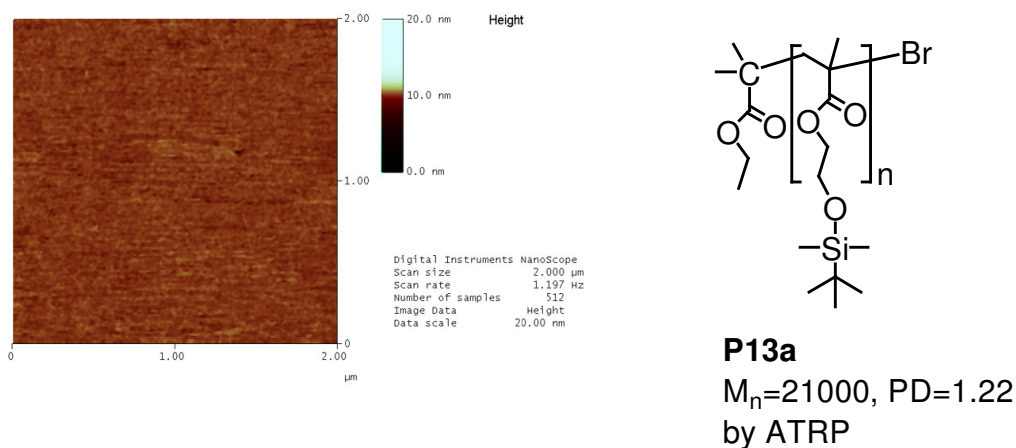 2.00
20.0 nm
Height
10.0 nm
0.0 nm
1.00
Digital Instruments NanoScope
Scan size 2.000 µm
Scan rate 1.197 Hz
Number of samples 512
Image Data Height
Data scale 20.00 nm
0
0 1.00 2.00
µm
C
Br
O
O
O
O
n
O
Si
P13a
Mn=21000, PD=1.22
by ATRP